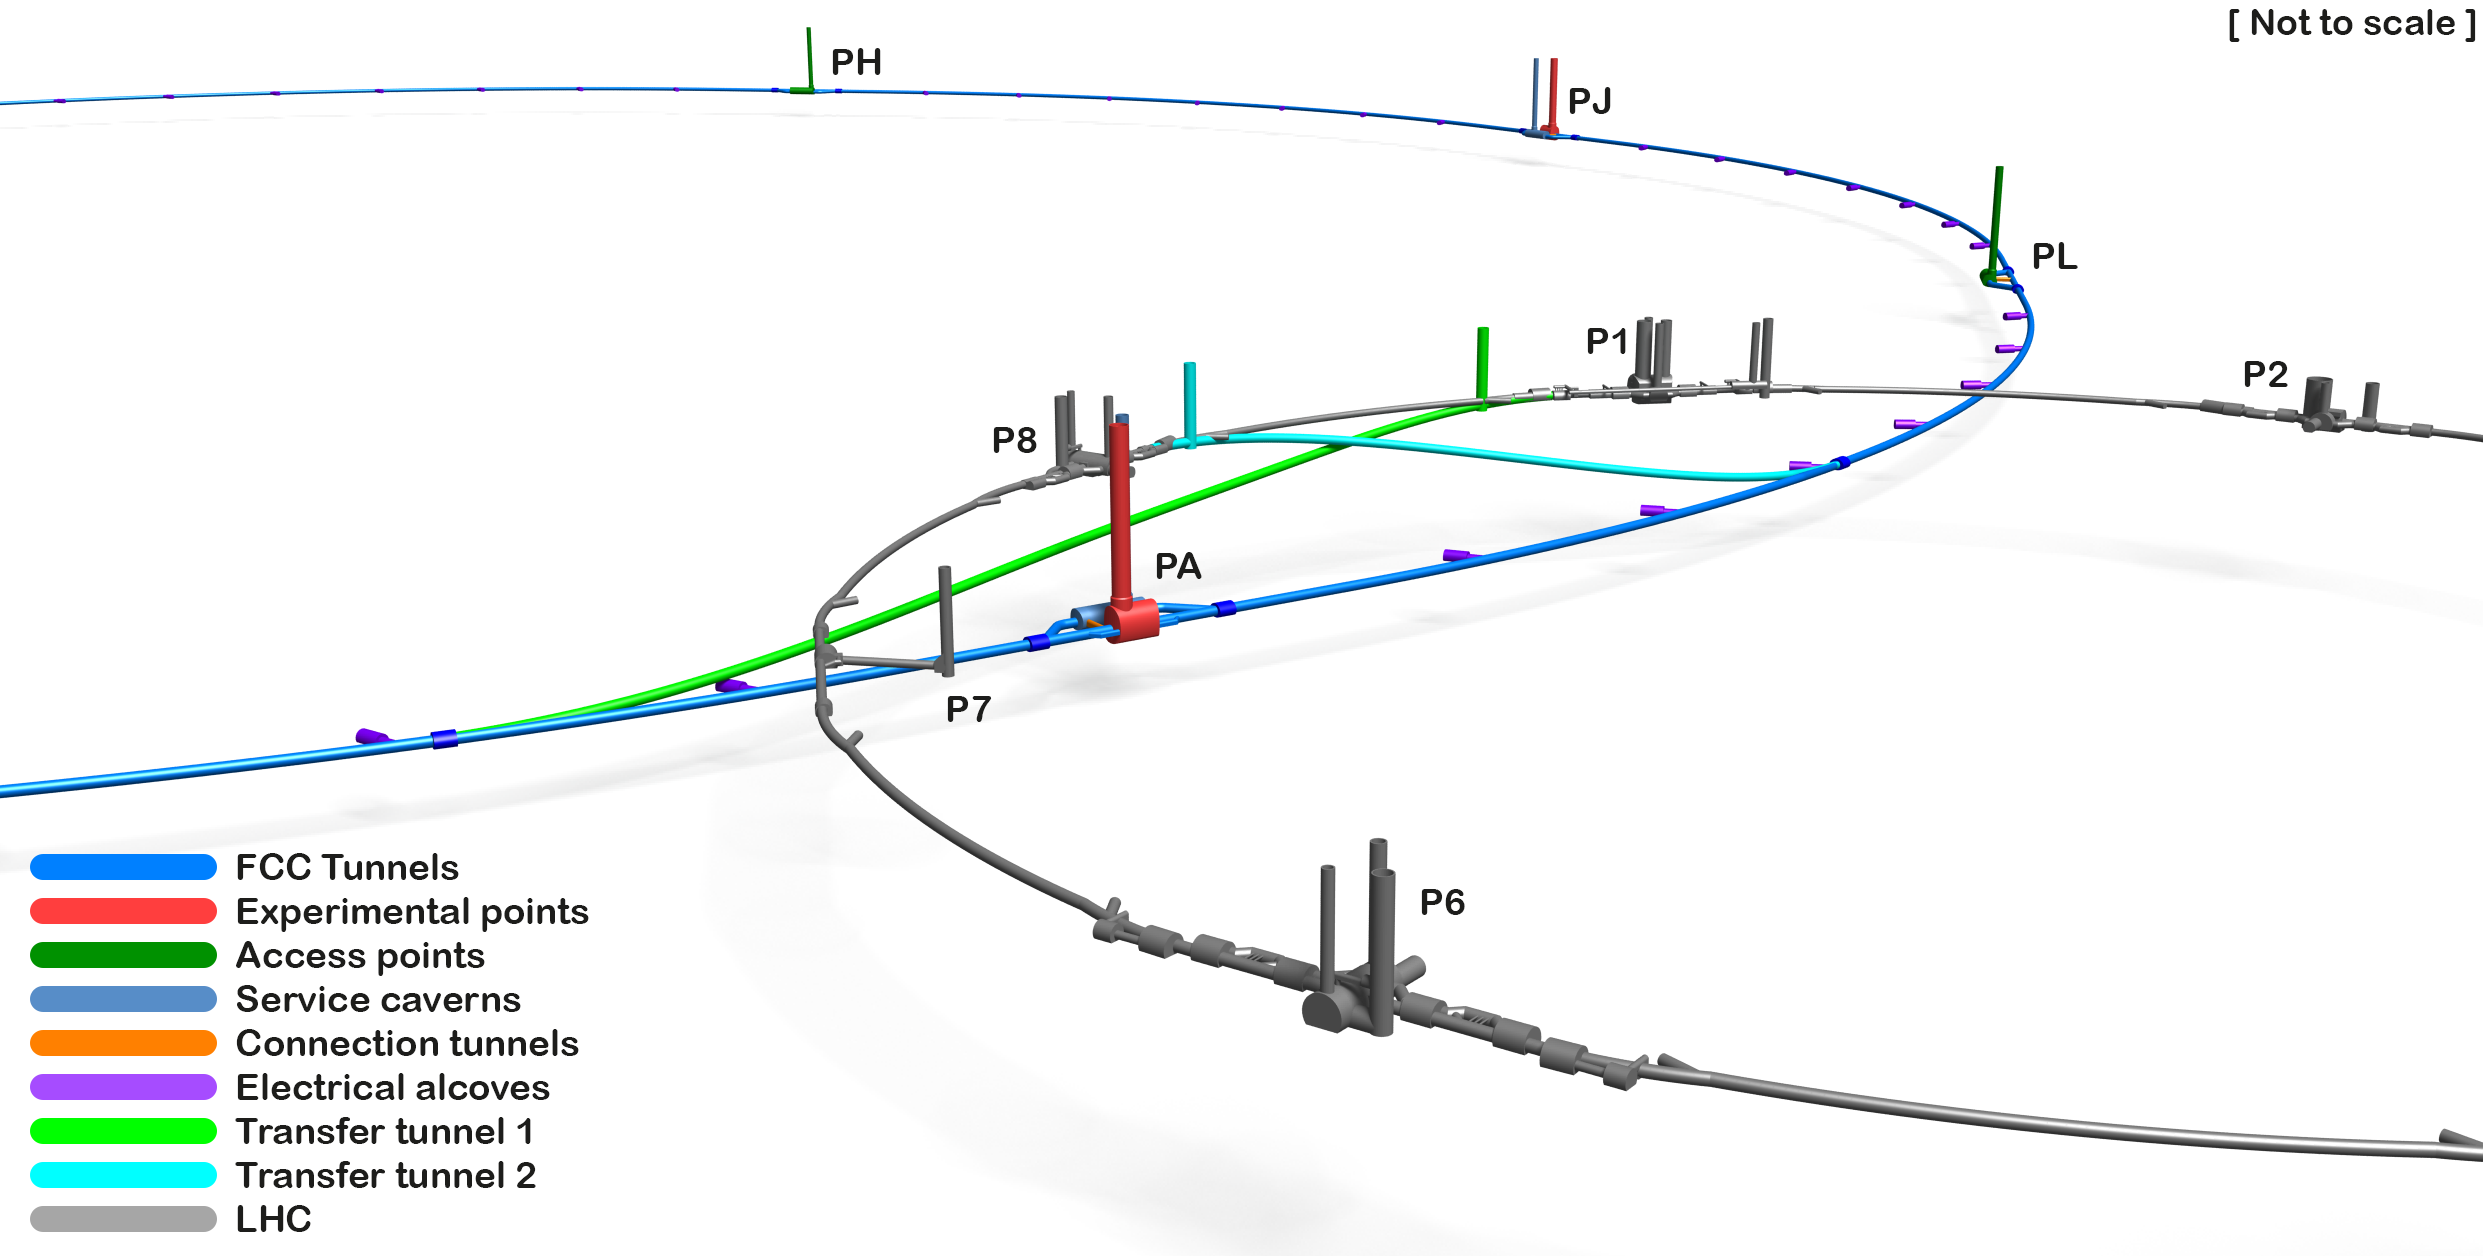 [ Not to scale ]
PH
PJ
PL
P1
P2
P8
PA
P7
P6
FCC Tunnels
Experimental points
Access points
Service caverns
Connection tunnels
Electrical alcoves
Transfer tunnel 1
Transfer tunnel 2
LHC